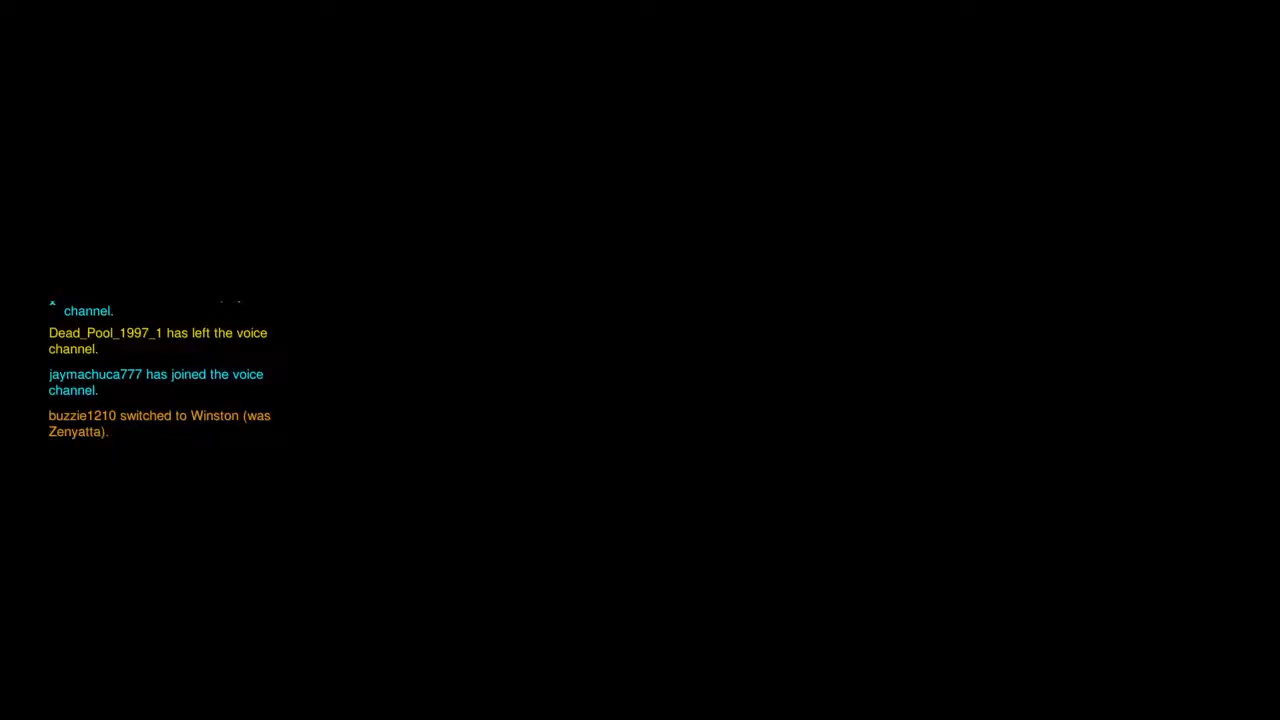 channel.
Dead_Pool_1997_1 has left the voice
channel.
jaymachuca777 has joined the voice
channel.
buzzie1210 switched to Winston (was
Zenyatta).